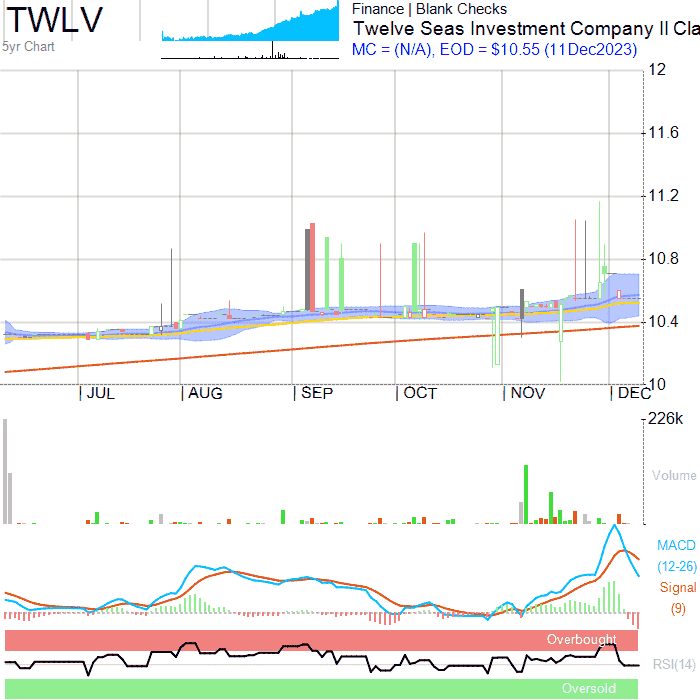 TWLV
5yr Chart
Finance | Blank Checks
Twelve Seas Investment Company II Cla
MC = (N/A), EOD = $10.55 (11Dec2023)
12
11.6
11.2
10.8
10.4
10
JUL
AUG
SEP
OCT
NOV
DEC
226k
Volume
MACD
(12-26)
Signal
(9)
Overbought
RSI(14)
Oversold